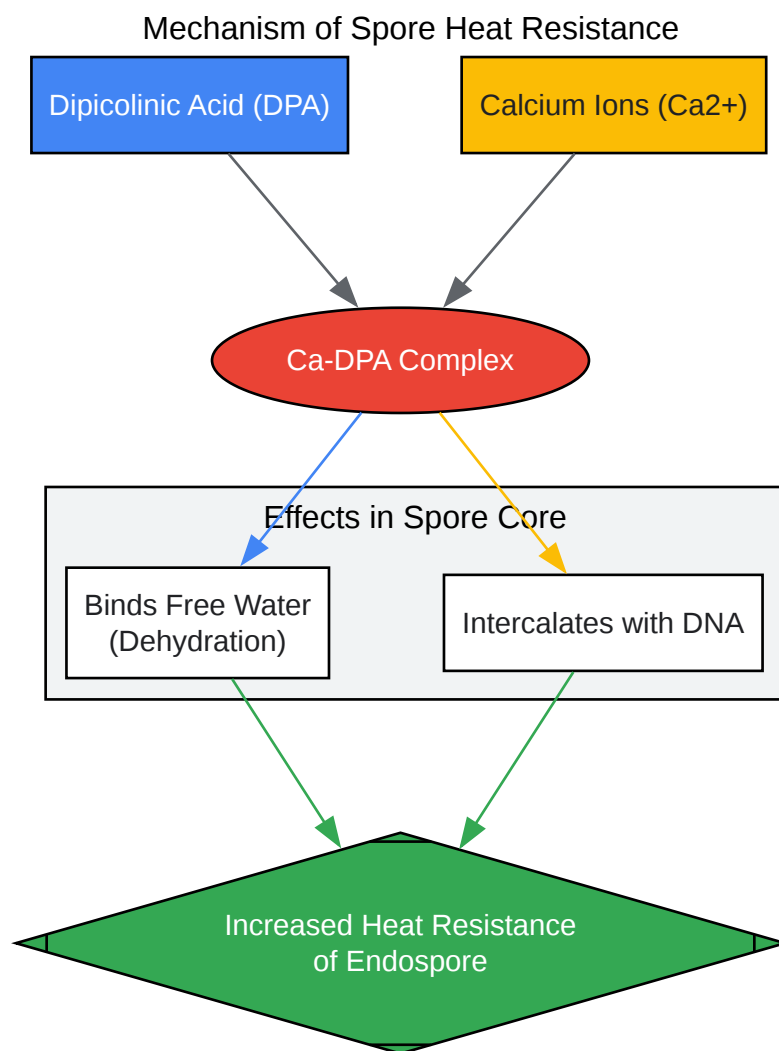 Mechanism of Spore Heat Resistance
Dipicolinic Acid (DPA)
Calcium Ions (Ca2+)
Ca-DPA Complex
Effects in Spore Core
Binds Free Water
(Dehydration)
Intercalates with DNA
Increased Heat Resistance
of Endospore